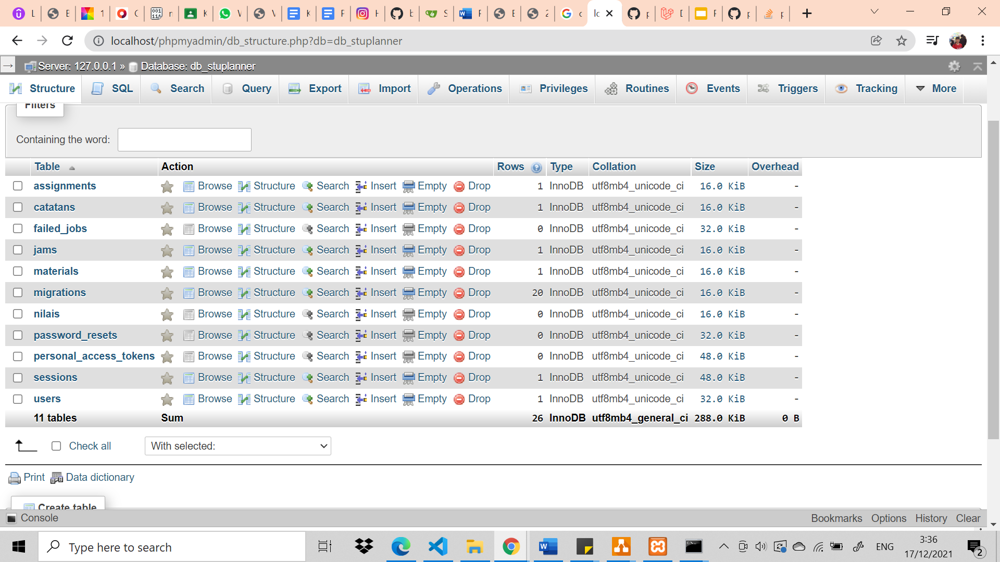 localhost/phpmyadmin/db_structure.php?db=db_stuplanner
Server: 127.0.0.1 » Database: db_stuplanner
Structure SQL Search Query Export Import Operations Privileges Routines Events Triggers Tracking More
Filters
Containing the word:
Table Action Rows Type Collation Size Overhead
assignments Browse Structure Search Insert Empty Drop 1 InnoDB utf8mb4_unicode_ci 16.0 KiB -
catatans Browse Structure Search Insert Empty Drop 1 InnoDB utf8mb4_unicode_ci 16.0 KiB -
failed_jobs Browse Structure Search Insert Empty Drop 0 InnoDB utf8mb4_unicode_ci 32.0 KiB -
jams Browse Structure Search Insert Empty Drop 1 InnoDB utf8mb4_unicode_ci 16.0 KiB -
materials Browse Structure Search Insert Empty Drop 1 InnoDB utf8mb4_unicode_ci 16.0 KiB -
migrations Browse Structure Search Insert Empty Drop 20 InnoDB utf8mb4_unicode_ci 16.0 KiB -
nilais Browse Structure Search Insert Empty Drop 0 InnoDB utf8mb4_unicode_ci 16.0 KiB -
password_resets Browse Structure Search Insert Empty Drop 0 InnoDB utf8mb4_unicode_ci 32.0 KiB -
personal_access_tokens Browse Structure Search Insert Empty Drop 0 InnoDB utf8mb4_unicode_ci 48.0 KiB -
sessions Browse Structure Search Insert Empty Drop 1 InnoDB utf8mb4_unicode_ci 48.0 KiB -
users Browse Structure Search Insert Empty Drop 1 InnoDB utf8mb4_unicode_ci 32.0 KiB -
11 tables Sum 26 InnoDB utf8mb4_general_ci 288.0 KiB 0 B
Check all With selected:
Print Data dictionary
Create table
Console Bookmarks Options History Clear
Type here to search ENG 3:36
17/12/2021 2